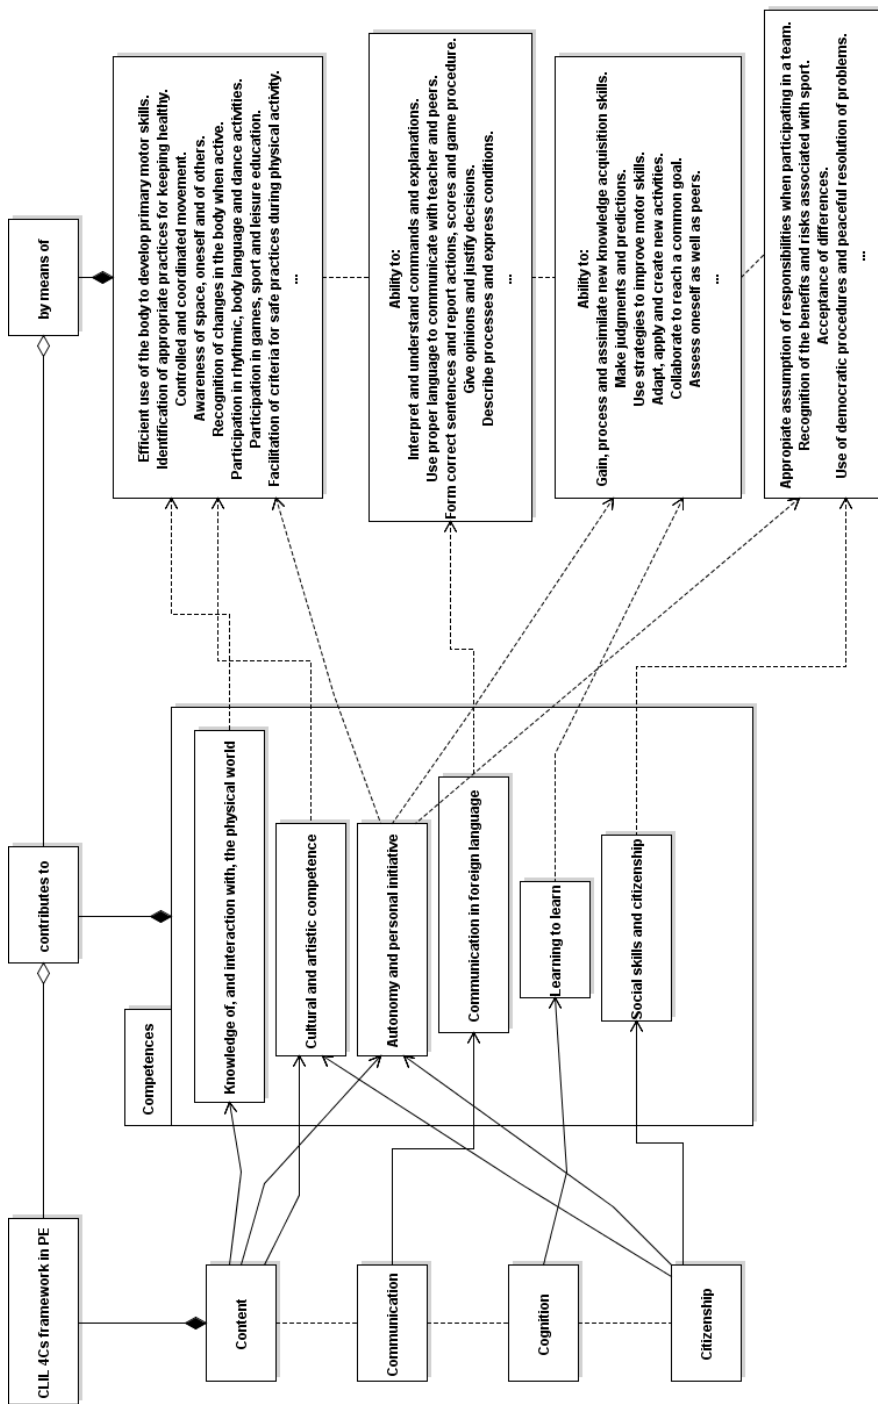 CLIL 4Cs framework in PE
contributes to
by means of
Content
Communication
Cognition
Citizenship
Competences
Knowledge of, and interaction with, the physical world
Cultural and artistic competence
Autonomy and personal initiative
Communication in foreign language
Learning to learn
Social skills and citizenship
Efficient use of the body to develop primary motor skills.
Identification of appropriate practices for keeping healthy.
Controlled and coordinated movement.
Awareness of space, oneself and of others.
Recognition of changes in the body when active.
Participation in rhythmic, body language and dance activities.
Participation in games, sport and leisure education.
Facilitation of criteria for safe practices during physical activity.
...
Ability to:
Interpret and understand commands and explanations.
Use proper language to communicate with teacher and peers.
Form correct sentences and report actions, scores and game procedure.
Give opinions and justify decisions.
Describe processes and express conditions.
...
Ability to:
Gain, process and assimilate new knowledge acquisition skills.
Make judgments and predictions.
Use strategies to improve motor skills.
Adapt, apply and create new activities.
Collaborate to reach a common goal.
Assess oneself as well as peers.
...
Appropiate assumption of responsibilities when participating in a team.
Recognition of the benefits and risks associated with sport.
Acceptance of differences.
Use of democratic procedures and peaceful resolution of problems.
...